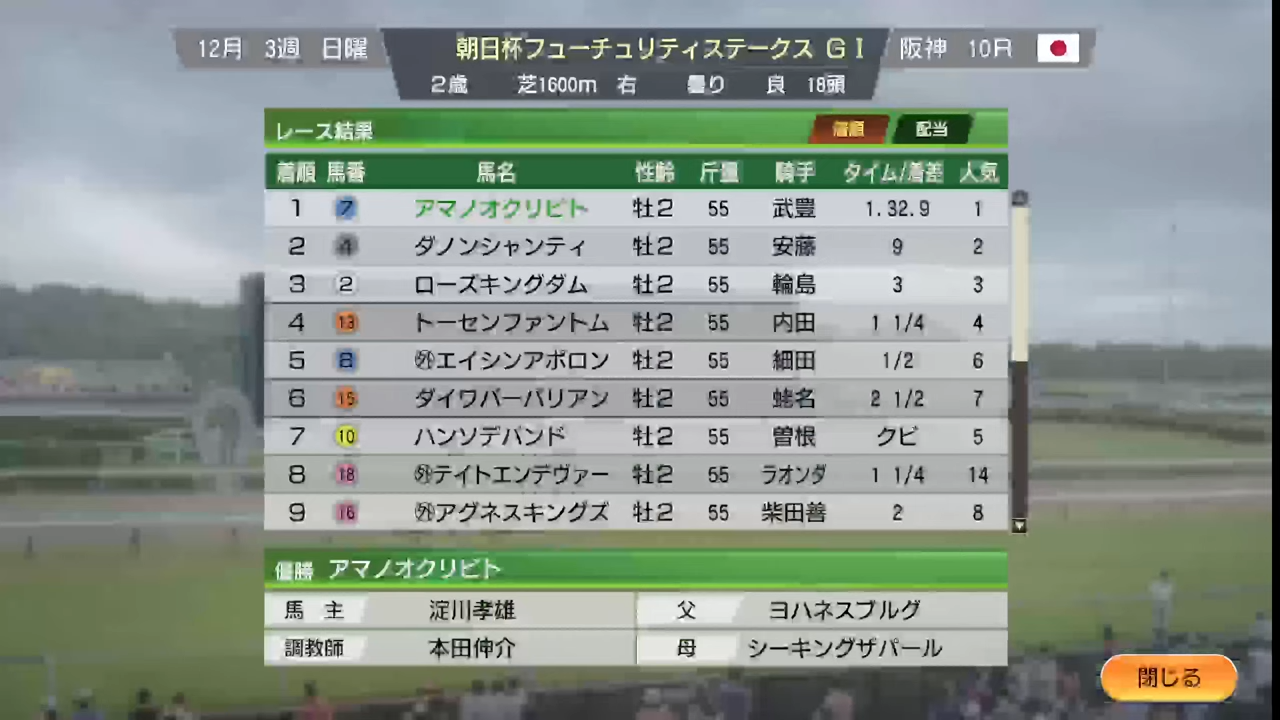 12月 3週 日曜 朝日杯フューチュリティステークス GⅠ 阪神 10R
2歳 芝1600m 右 曇り 良 18頭
レース結果 着順 配当
着順 馬番 馬名 性齢 斤量 騎手 タイム/着差 人気
1 7 アマノオクリビト 牡2 55 武豊 1.32.9 1
2 4 ダノンシャンティ 牡2 55 安藤 9 2
3 2 ローズキングダム 牡2 55 輪島 3 3
4 13 トーセンファントム 牡2 55 内田 1 1/4 4
5 8 ㊕エイシンアポロン 牡2 55 細田 1/2 6
6 15 ダイワバーバリアン 牡2 55 蛯名 2 1/2 7
7 10 ハンソデバンド 牡2 55 曽根 クビ 5
8 18 外テイトエンデヴァー 牡2 55 ラオンダ 1 1/4 14
9 16 外アグネスキングズ 牡2 55 柴田善 2 8
優勝 アマノオクリビト
馬主 淀川孝雄 父 ヨハネスブルグ
調教師 本田伸介 母 シーキングザパール
閉じる